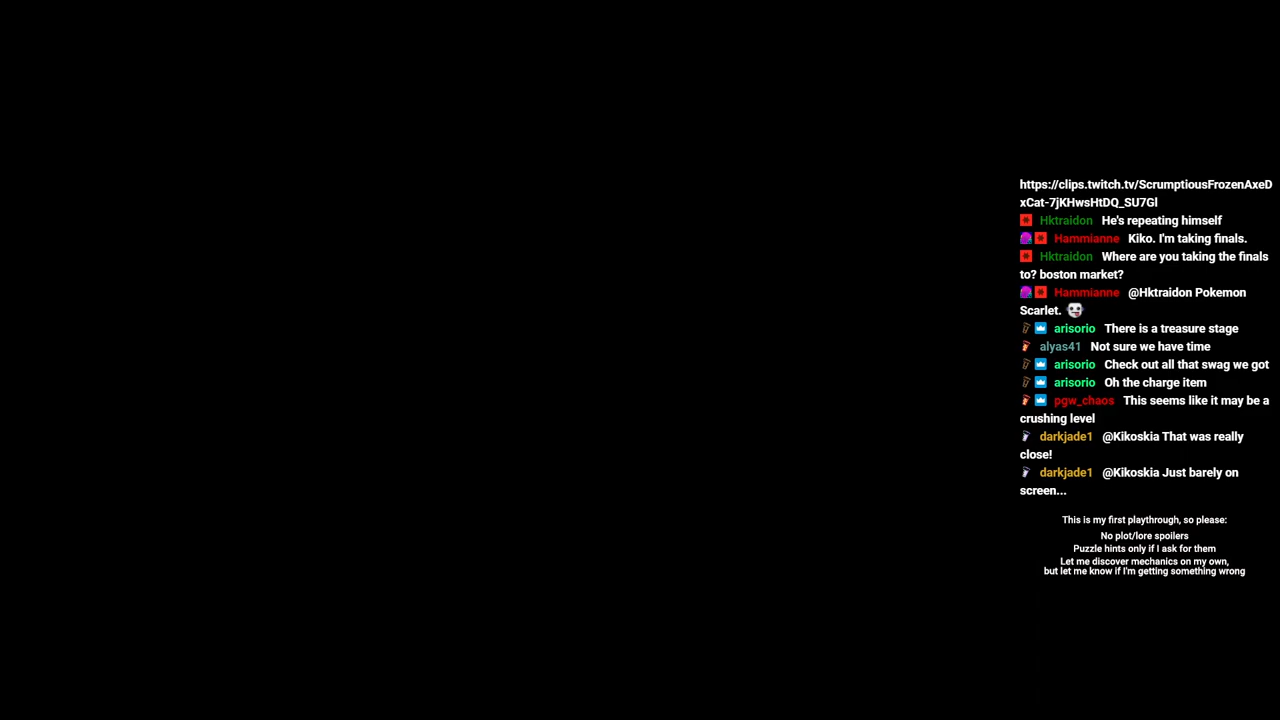 https://clips.twitch.tv/ScrumptiousFrozenAxeD
xCat-7jKHwsHtDQ_SU7Gl
Hktraidon He's repeating himself
Hammianne Kiko. I'm taking finals.
Hktraidon Where are you taking the finals
to? boston market?
Hammianne @Hktraidon Pokemon
Scarlet.
arisorio There is a treasure stage
alyas41 Not sure we have time
arisorio Check out all that swag we got
arisorio Oh the charge item
pgw_chaos This seems like it may be a
crushing level
darkjade1 @Kikoskia That was really
close!
darkjade1 @Kikoskia Just barely on
screen...
This is my first playthrough, so please:
No plot/lore spoilers
Puzzle hints only if I ask for them
Let me discover mechanics on my own,
but let me know if I'm getting something wrong